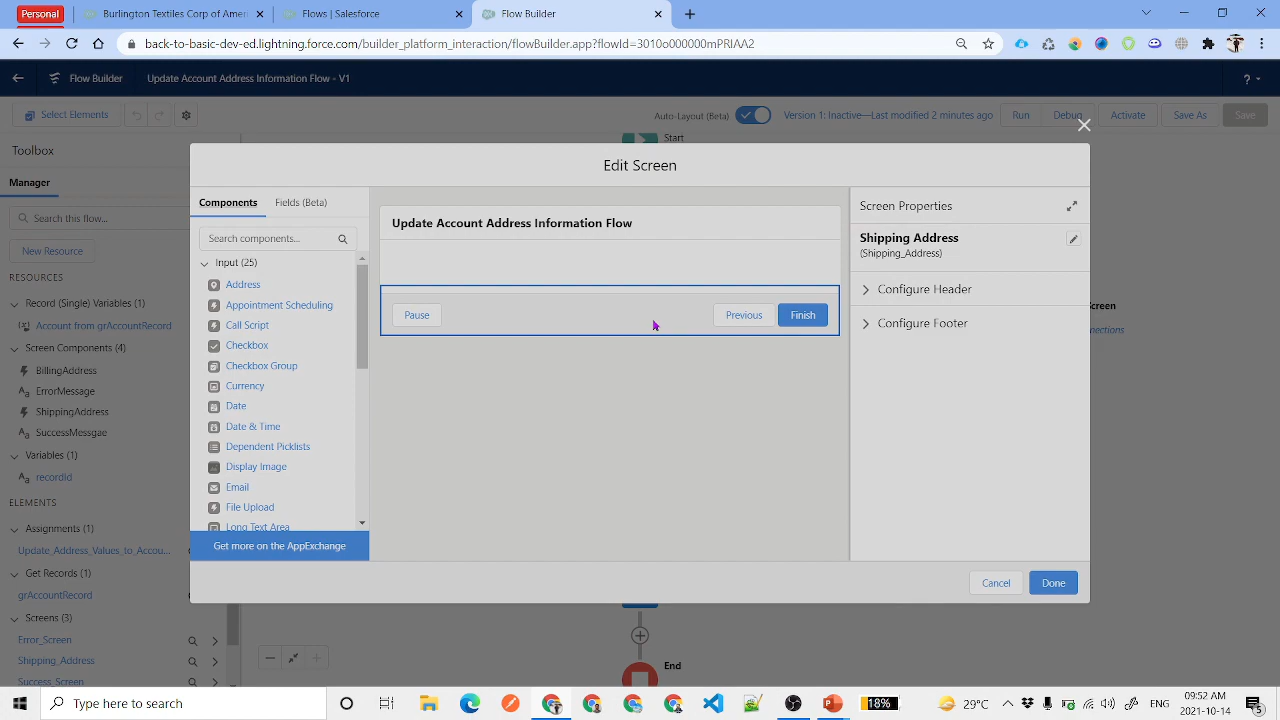 Personal
Burlington Textiles Corp of Amer
Flows | Salesforce
Flow Builder
back-to-basic-dev-ed.lightning.force.com/builder_platform_interaction/flowBuilder.app?flowId=3010o000000mPRIAA2
Flow Builder
Update Account Address Information Flow - V1
?
Select Elements
Auto-Layout (Beta)
Version 1: Inactive—Last modified 2 minutes ago
Run
Debug
Activate
Save As
Save
Toolbox
Start
Manager
Search this flow...
New Resource
RESOURCES
Record (Single) Variables (1)
Account from grAccountRecord
Screen Components (4)
BillingAddress
ErrorMessage
ShippingAddress
SuccessMessgae
Variables (1)
recordId
ELEMENTS
Assignments (1)
Update_Address_Values_to_Accou...
Get Records (1)
grAccountRecord
Screens (3)
Error_Screen
Shipping_Address
Success_Screen
Edit Screen
Components
Fields (Beta)
Search components...
Input (25)
Address
Appointment Scheduling
Call Script
Checkbox
Checkbox Group
Currency
Date
Date & Time
Dependent Picklists
Display Image
Email
File Upload
Long Text Area
Get more on the AppExchange
Update Account Address Information Flow
Pause
Previous
Finish
Screen Properties
Shipping Address
(Shipping_Address)
Configure Header
Configure Footer
Cancel
Done
Screen
End
Type here to search
18%
29°C
ENG
09:52 AM
2021-10-14